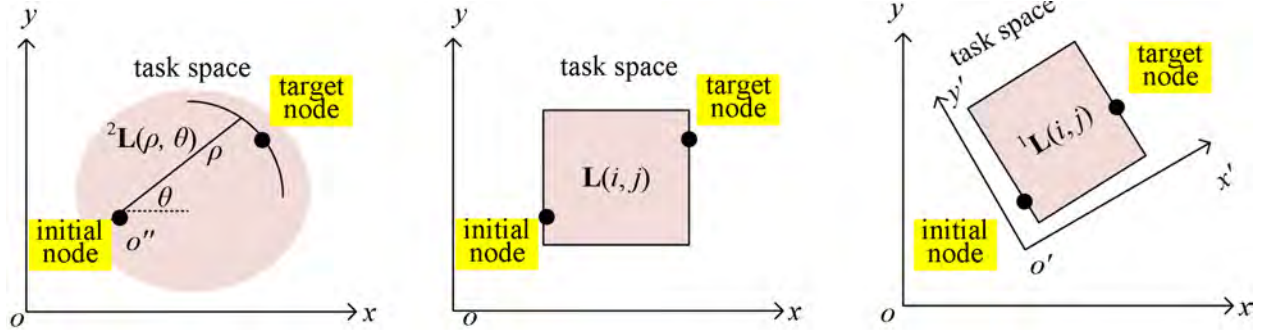 y
task space
target
node
²L(ρ, θ)
ρ
θ
initial
node
o″
o
x
y
task space
target
node
L(i, j)
initial
node
o
x
y
task space
target
node
y′
¹L(i, j)
x′
initial
node
o′
o
x